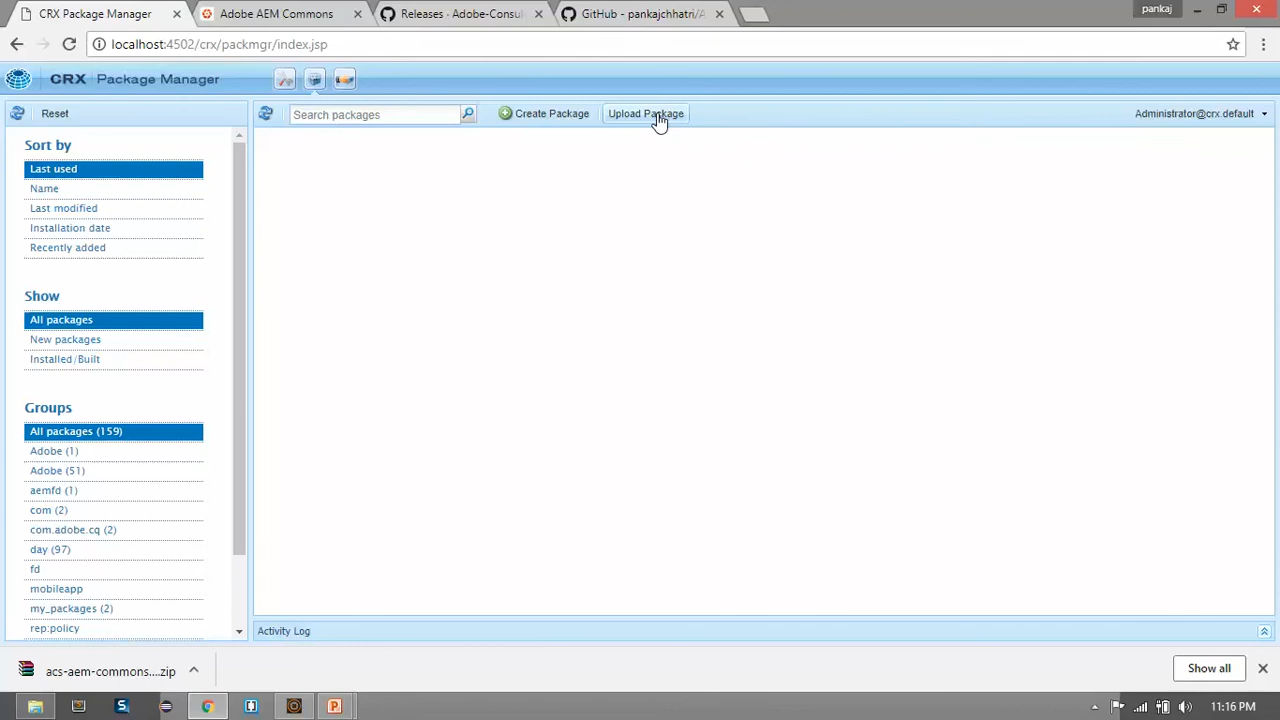 CRX Package Manager
Adobe AEM Commons
Releases · Adobe-Consul
GitHub - pankajchhatri/A
pankaj
localhost:4502/crx/packmgr/index.jsp
CRX Package Manager
Reset
Search packages
Create Package
Upload Package
Administrator@crx.default
Sort by
Last used
Name
Last modified
Installation date
Recently added
Show
All packages
New packages
Installed/Built
Groups
All packages (159)
Adobe (1)
Adobe (51)
aemfd (1)
com (2)
com.adobe.cq (2)
day (97)
fd
mobileapp
my_packages (2)
rep:policy
Activity Log
acs-aem-commons....zip
Show all
11:16 PM